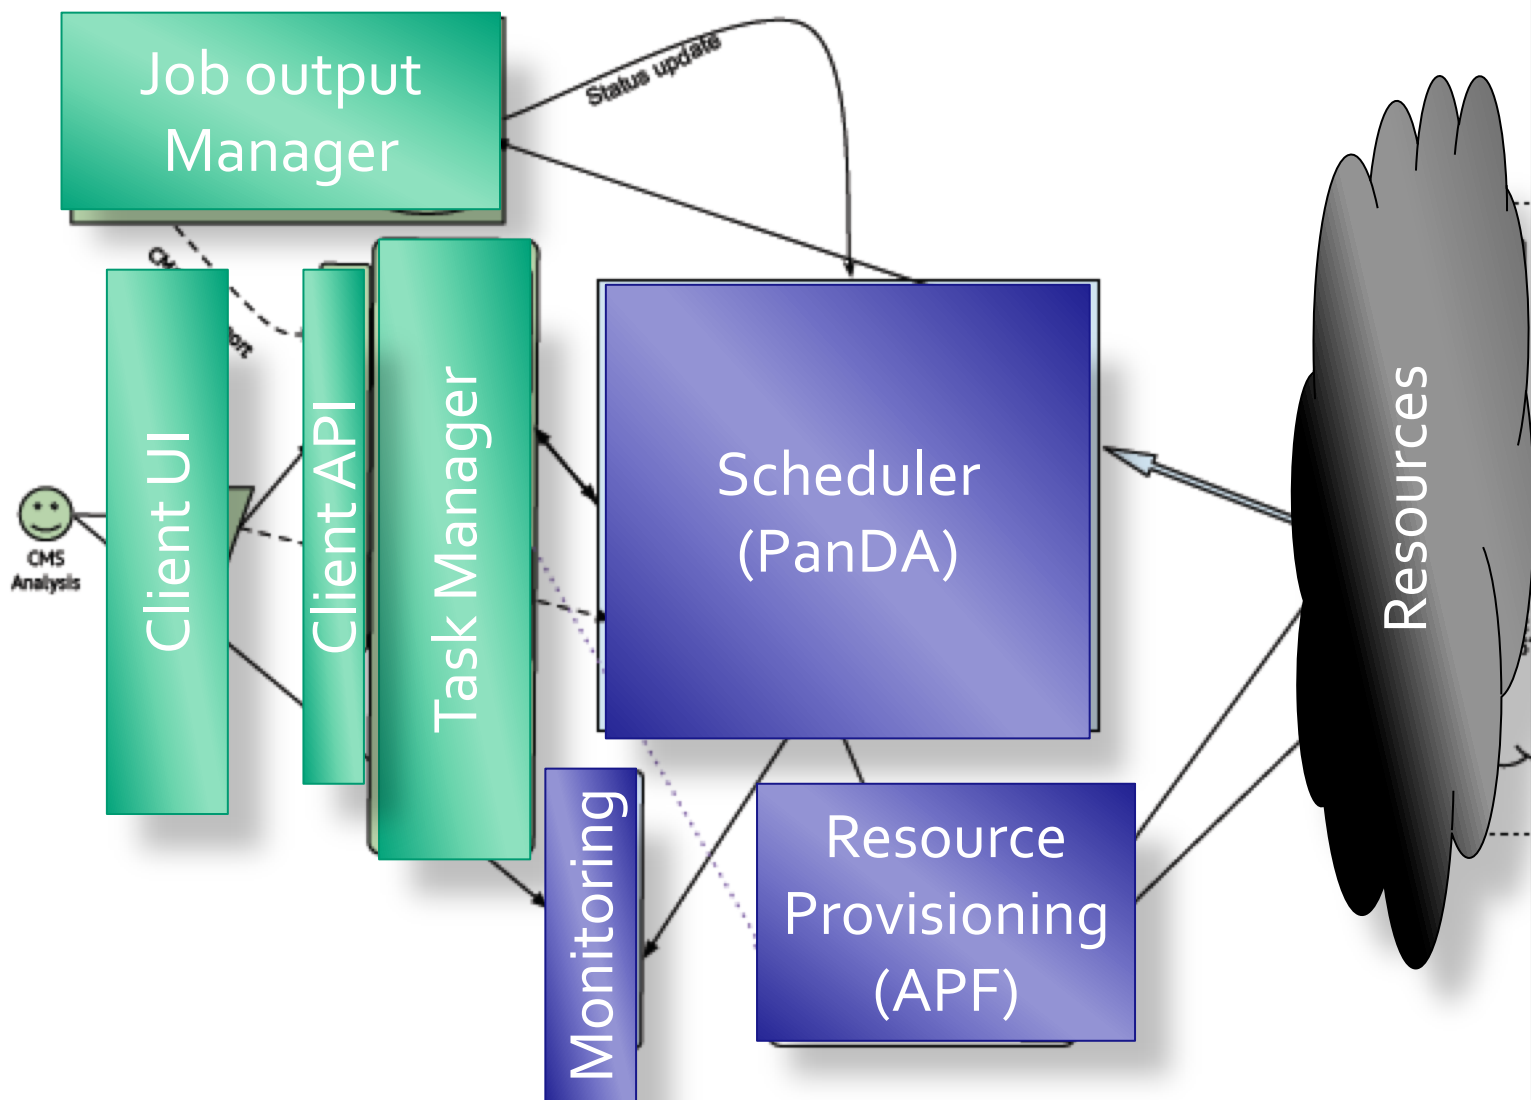 Job output
Manager
Status update
CMS
Analysis
Client UI
Client API
Task Manager
Scheduler
(PanDA)
Resources
Monitoring
Resource
Provisioning
(APF)